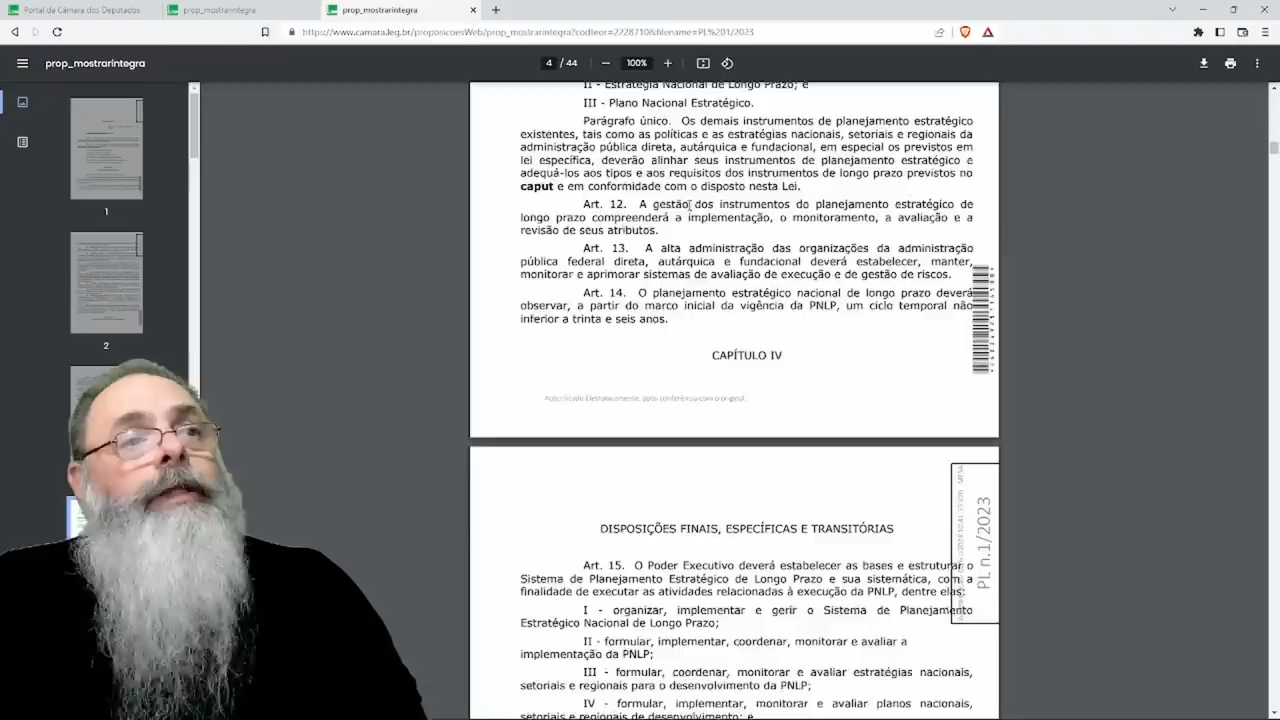 Portal da Câmara dos Deputados
prop_mostrarintegra
prop_mostrarintegra
https://www.camara.leg.br/proposicoesWeb/prop_mostrarintegra?codteor=2228710&filename=PL%201/2023
prop_mostrarintegra
4 / 44
100%
1
2
II - Estratégia Nacional de Longo Prazo; e
III - Plano Nacional Estratégico.
Parágrafo único. Os demais instrumentos de planejamento estratégico
existentes, tais como as políticas e as estratégias nacionais, setoriais e regionais da
administração pública direta, autárquica e fundacional, em especial os previstos em
lei específica, deverão alinhar seus instrumentos de planejamento estratégico e
adequá-los aos tipos e aos requisitos dos instrumentos de longo prazo previstos no
caput e em conformidade com o disposto nesta Lei.
Art. 12. A gestão dos instrumentos do planejamento estratégico de
longo prazo compreenderá a implementação, o monitoramento, a avaliação e a
revisão de seus atributos.
Art. 13. A alta administração das organizações da administração
pública federal direta, autárquica e fundacional deverá estabelecer, manter,
monitorar e aprimorar sistemas de avaliação de execução e de gestão de riscos.
Art. 14. O planejamento estratégico nacional de longo prazo deverá
observar, a partir do marco inicial da vigência da PNLP, um ciclo temporal não
inferior a trinta e seis anos.
CAPÍTULO IV
Autenticado Eletronicamente, após conferência com o original.
PL n.1/2023
DISPOSIÇÕES FINAIS, ESPECÍFICAS E TRANSITÓRIAS
Art. 15. O Poder Executivo deverá estabelecer as bases e estruturar o
Sistema de Planejamento Estratégico de Longo Prazo e sua sistemática, com a
finalidade de executar as atividades relacionadas à execução da PNLP, dentre elas:
I - organizar, implementar e gerir o Sistema de Planejamento
Estratégico Nacional de Longo Prazo;
II - formular, implementar, coordenar, monitorar e avaliar a
implementação da PNLP;
III - formular, coordenar, monitorar e avaliar estratégias nacionais,
setoriais e regionais para o desenvolvimento da PNLP;
IV - formular, implementar, monitorar e avaliar planos nacionais,
setoriais e regionais de desenvolvimento; e